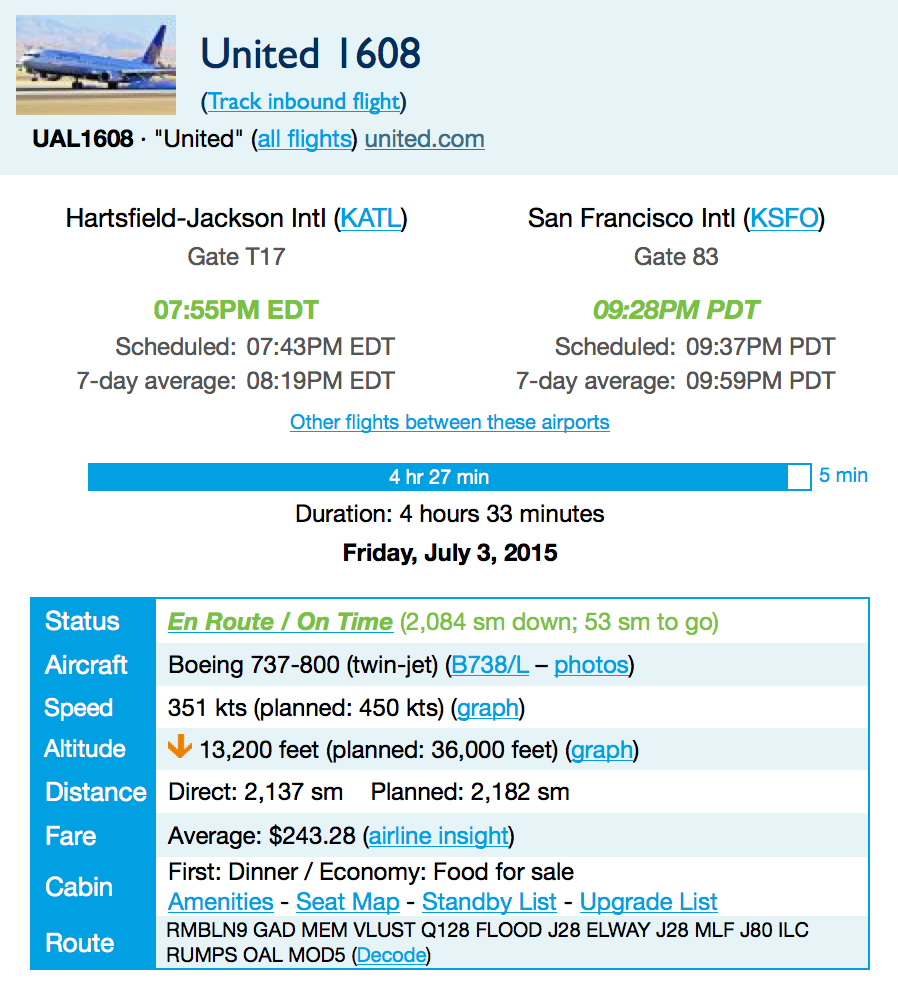 United 1608
(Track inbound flight)
UAL1608 · "United" (all flights) united.com
Hartsfield-Jackson Intl (KATL)
Gate T17
07:55PM EDT
Scheduled: 07:43PM EDT
7-day average: 08:19PM EDT
San Francisco Intl (KSFO)
Gate 83
09:28PM PDT
Scheduled: 09:37PM PDT
7-day average: 09:59PM PDT
Other flights between these airports
4 hr 27 min
5 min
Duration: 4 hours 33 minutes
Friday, July 3, 2015
Status En Route / On Time (2,084 sm down; 53 sm to go)
Aircraft Boeing 737-800 (twin-jet) (B738/L – photos)
Speed 351 kts (planned: 450 kts) (graph)
Altitude 13,200 feet (planned: 36,000 feet) (graph)
Distance Direct: 2,137 sm Planned: 2,182 sm
Fare Average: $243.28 (airline insight)
Cabin First: Dinner / Economy: Food for sale
Amenities - Seat Map - Standby List - Upgrade List
Route RMBLN9 GAD MEM VLUST Q128 FLOOD J28 ELWAY J28 MLF J80 ILC
RUMPS OAL MOD5 (Decode)